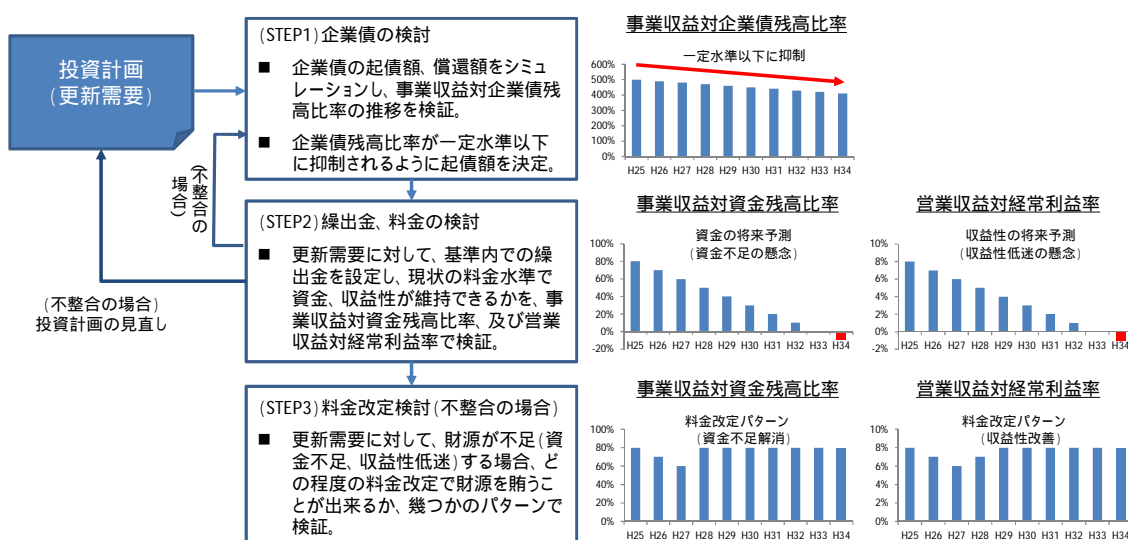 投資計画
(更新需要)
(STEP1)企業債の検討
■ 企業債の起債額、償還額をシミュ
レーションし、事業収益対企業債残
高比率の推移を検証。
■ 企業債残高比率が一定水準以下
に抑制されるように起債額を決定。
(不整合の
場合)
(STEP2)繰出金、料金の検討
■ 更新需要に対して、基準内での繰
出金を設定し、現状の料金水準で
資金、収益性が維持できるかを、事
業収益対資金残高比率、及び営業
収益対経常利益率で検証。
(不整合の場合)
投資計画の見直し
(STEP3)料金改定検討(不整合の場合)
■ 更新需要に対して、財源が不足(資
金不足、収益性低迷)する場合、ど
の程度の料金改定で財源を賄うこ
とが出来るか、幾つかのパターンで
検証。
事業収益対企業債残高比率
一定水準以下に抑制
600%
500%
400%
300%
200%
100%
0%
H25 H26 H27 H28 H29 H30 H31 H32 H33 H34
事業収益対資金残高比率
資金の将来予測
(資金不足の懸念)
100%
80%
60%
40%
20%
0%
-20%
H25 H26 H27 H28 H29 H30 H31 H32 H33 H34
営業収益対経常利益率
収益性の将来予測
(収益性低迷の懸念)
10%
8%
6%
4%
2%
0%
-2%
H25 H26 H27 H28 H29 H30 H31 H32 H33 H34
事業収益対資金残高比率
料金改定パターン
(資金不足解消)
100%
80%
60%
40%
20%
0%
H25 H26 H27 H28 H29 H30 H31 H32 H33 H34
営業収益対経常利益率
料金改定パターン
(収益性改善)
10%
8%
6%
4%
2%
0%
H25 H26 H27 H28 H29 H30 H31 H32 H33 H34